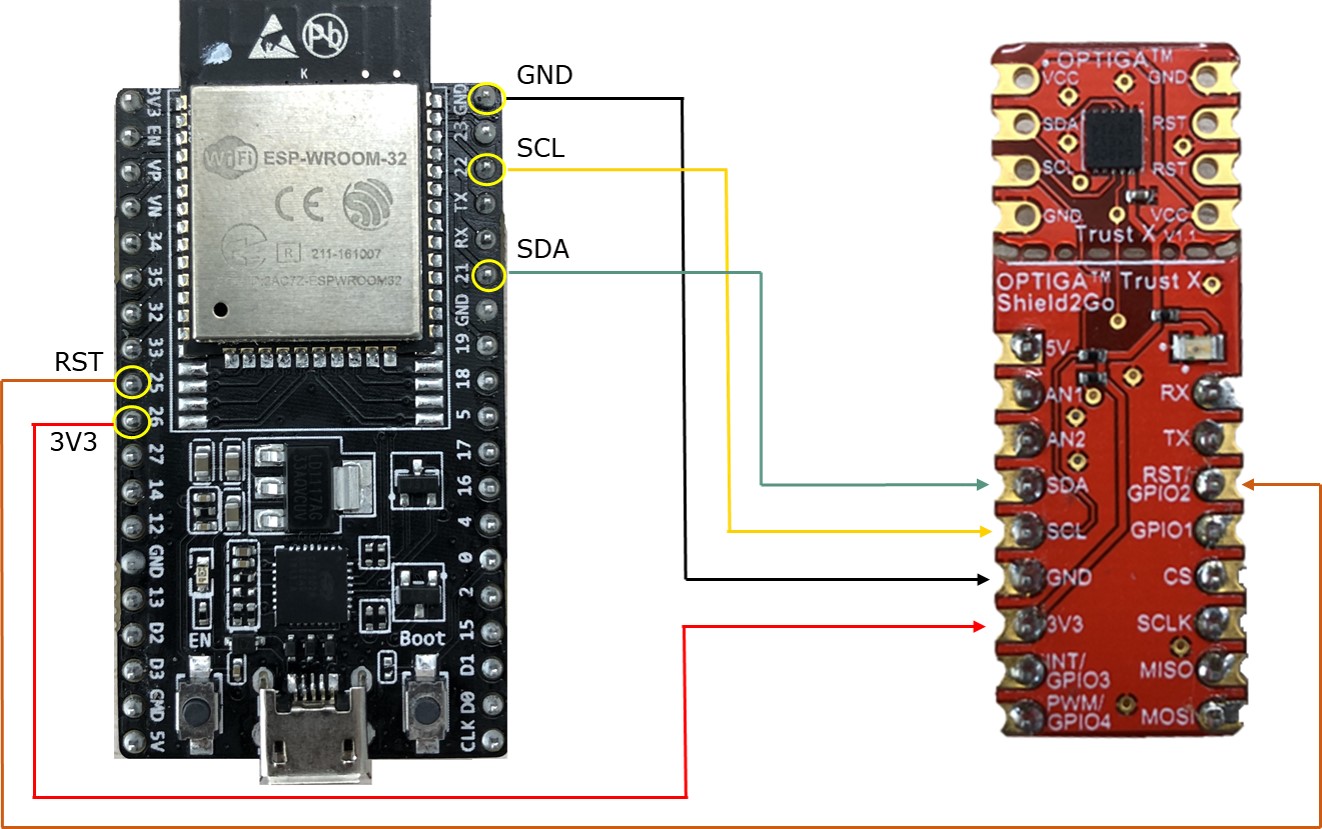 GND
SCL
SDA
RST
3V3
K
WiFi ESP-WROOM-32
CE
R 211-161007
3V3
EN
VP
VN
34
35
32
33
25
26
27
14
12
GND
13
D2
D3
CMD
5V
GND
23
22
TX
RX
21
GND
19
18
5
17
16
4
0
2
15
D1
D0
CLK
EN
Boot
OPTIGA™
VCC
GND
SDA
RST
SCL
RST
GND
VCC
Trust X V1.1
OPTIGA™ Trust X
Shield2Go
5V
AN1
RX
AN2
TX
SDA
RST/
GPIO2
SCL
GPIO1
GND
CS
3V3
SCLK
INT/
GPIO3
MISO
PWM/
GPIO4
MOSI